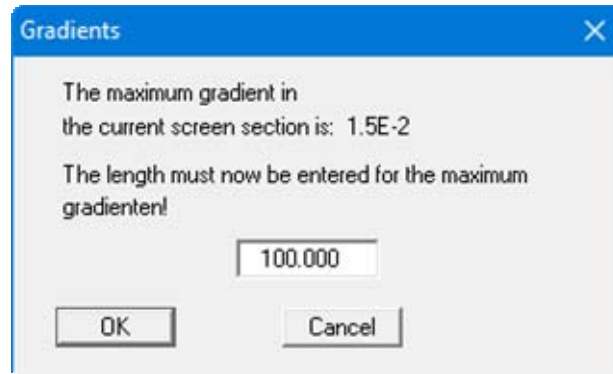 Gradients
The maximum gradient in
the current screen section is: 1.5E-2
The length must now be entered for the maximum
gradienten!
100.000
OK Cancel